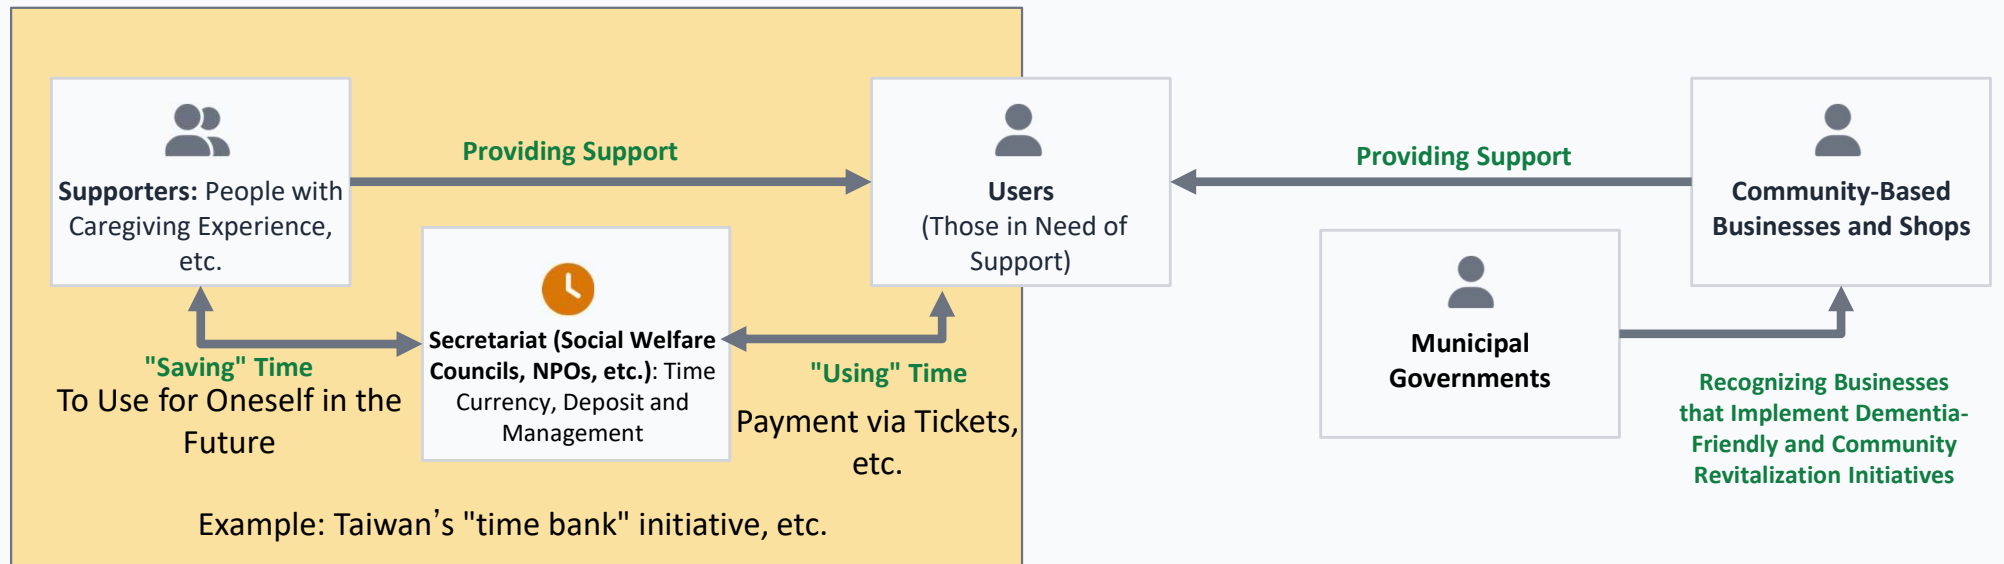 Providing Support
Supporters: People with
Caregiving Experience,
etc.
Users
(Those in Need of
Support)
Providing Support
Community-Based
Businesses and Shops
Secretariat (Social Welfare
Councils, NPOs, etc.): Time
Currency, Deposit and
Management
"Saving" Time
To Use for Oneself in the
Future
"Using" Time
Payment via Tickets,
etc.
Municipal
Governments
Recognizing Businesses
that Implement Dementia-
Friendly and Community
Revitalization Initiatives
Example: Taiwan’s "time bank" initiative, etc.